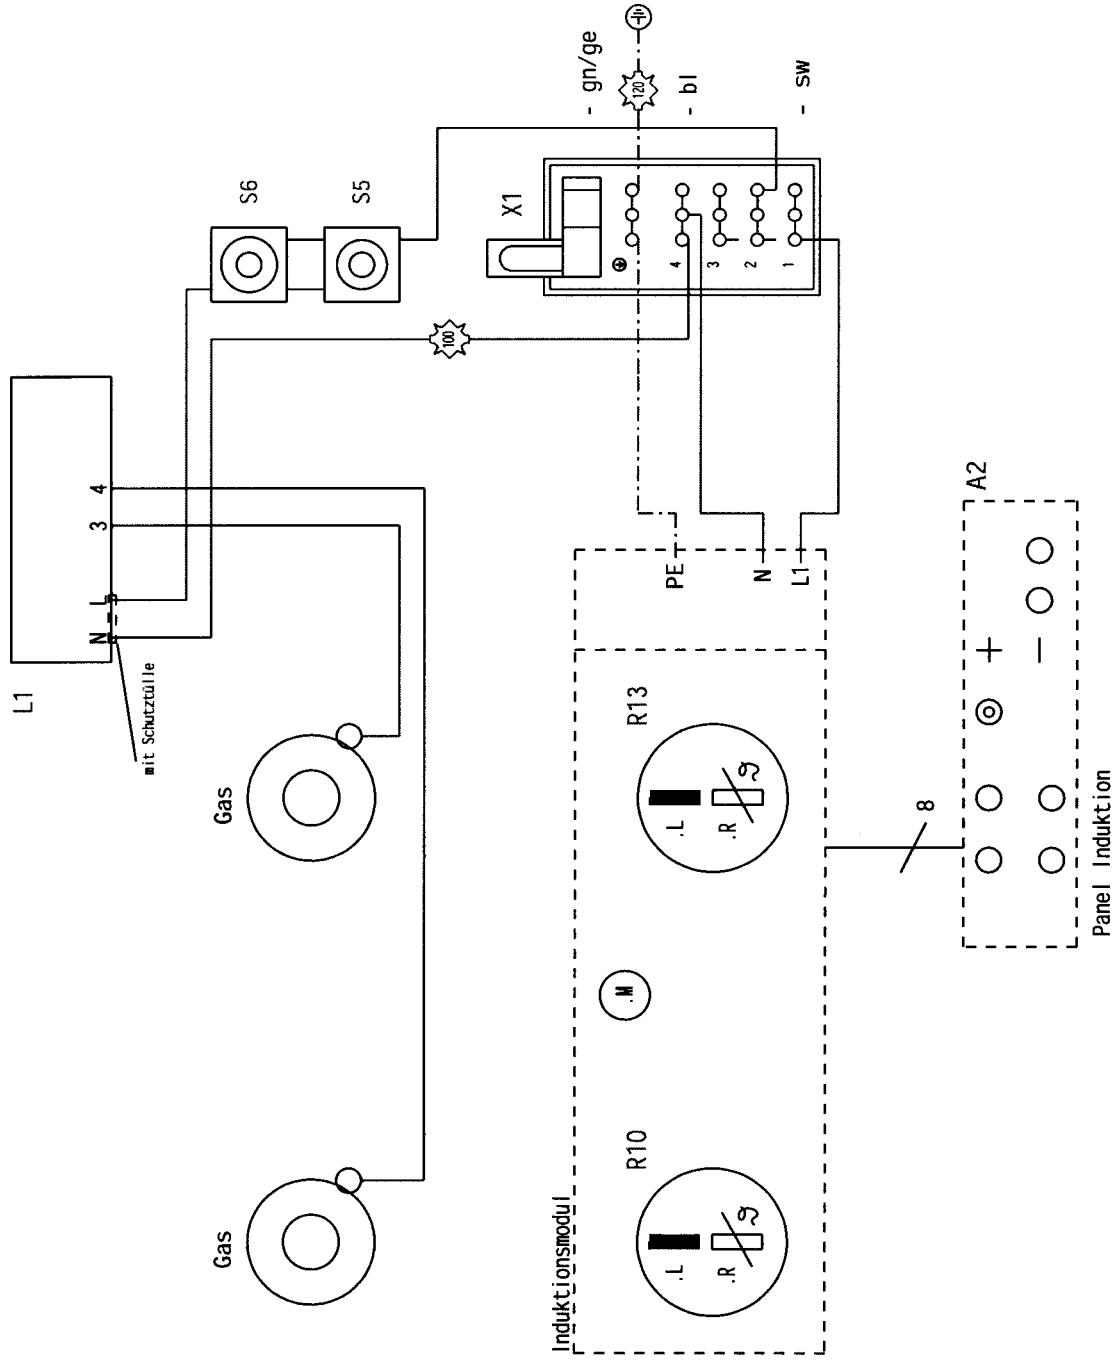 L1
N
L
3
4
mit Schutztülle
Gas
Gas
S6
S5
100
X1
4
3
2
1
- gn/ge
120
- bl
- sw
Induktionsmodul
R10
.L
.R
.M
R13
.L
.R
PE
N
L1
8
A2
+
-
Panel Induktion